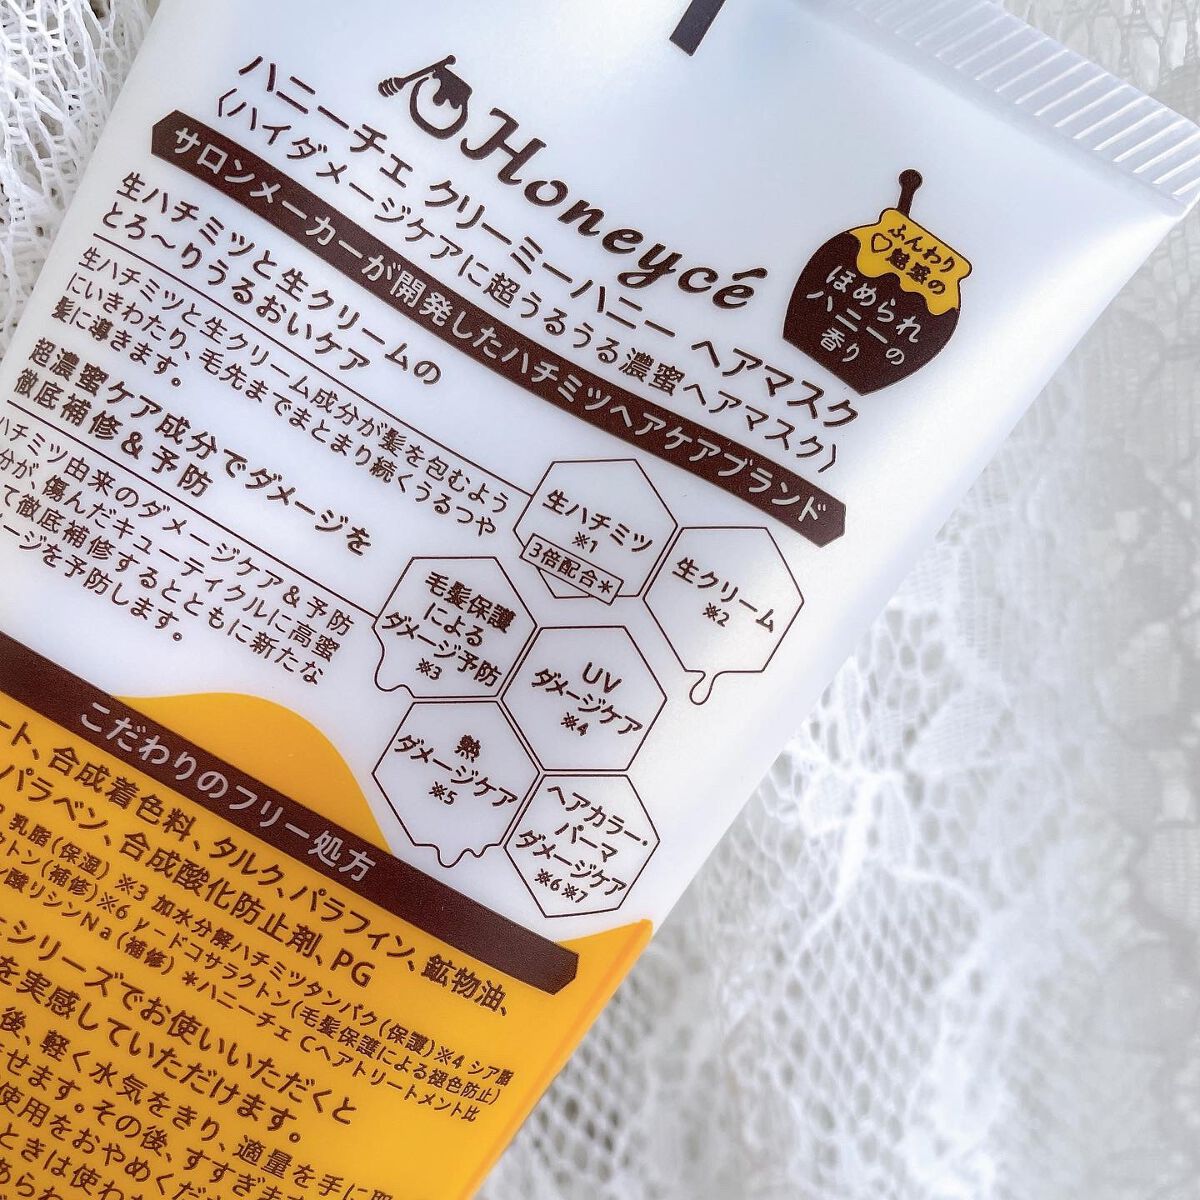 Honeycé
ハニーチェ クリーミーハニー ヘアマスク
〈ハイダメージケアに超うるうる濃蜜ヘアマスク〉
サロンメーカーが開発したハチミツヘアケアブランド
ふんわり
♡魅惑の
ほめられ
ハニーの
香り
生ハチミツと生クリームの
とろ〜りうるおいケア
生ハチミツと生クリーム成分が髪を包むよう
にいきわたり、毛先までまとまり続くうるつや
髪に導きます。
超濃蜜ケア成分でダメージを
徹底補修&予防
ハチミツ由来のダメージケア&予防
分が、傷んだキューティクルに高蜜
て徹底補修するとともに新たな
ージを予防します。
生ハチミツ
※1
3倍配合*
生クリーム
※2
毛髪保護
による
ダメージ予防
※3
UV
ダメージケア
※4
熱
ダメージケア
※5
ヘアカラー・
パーマ
ダメージケア
※6※7
こだわりのフリー処方
ート、合成着色料、タルク、パラフィン、鉱物油、
パラベン、合成酸化防止剤、PG
乳脂(保湿) ※3 加水分解ハチミツタンパク(保護)※4 シア脂
クトン(補修)※6 γ-ドコサラクトン(毛髪保護による褪色防止)
ン酸リシンNa(補修) *ハニーチェ Cヘアトリートメント比
シリーズでお使いいただくと
を実感していただけます。
後、軽く水気をきり、適量を手に取
せます。その後、すすぎます
使用をおやめくだ
ときは使わ
あらわ